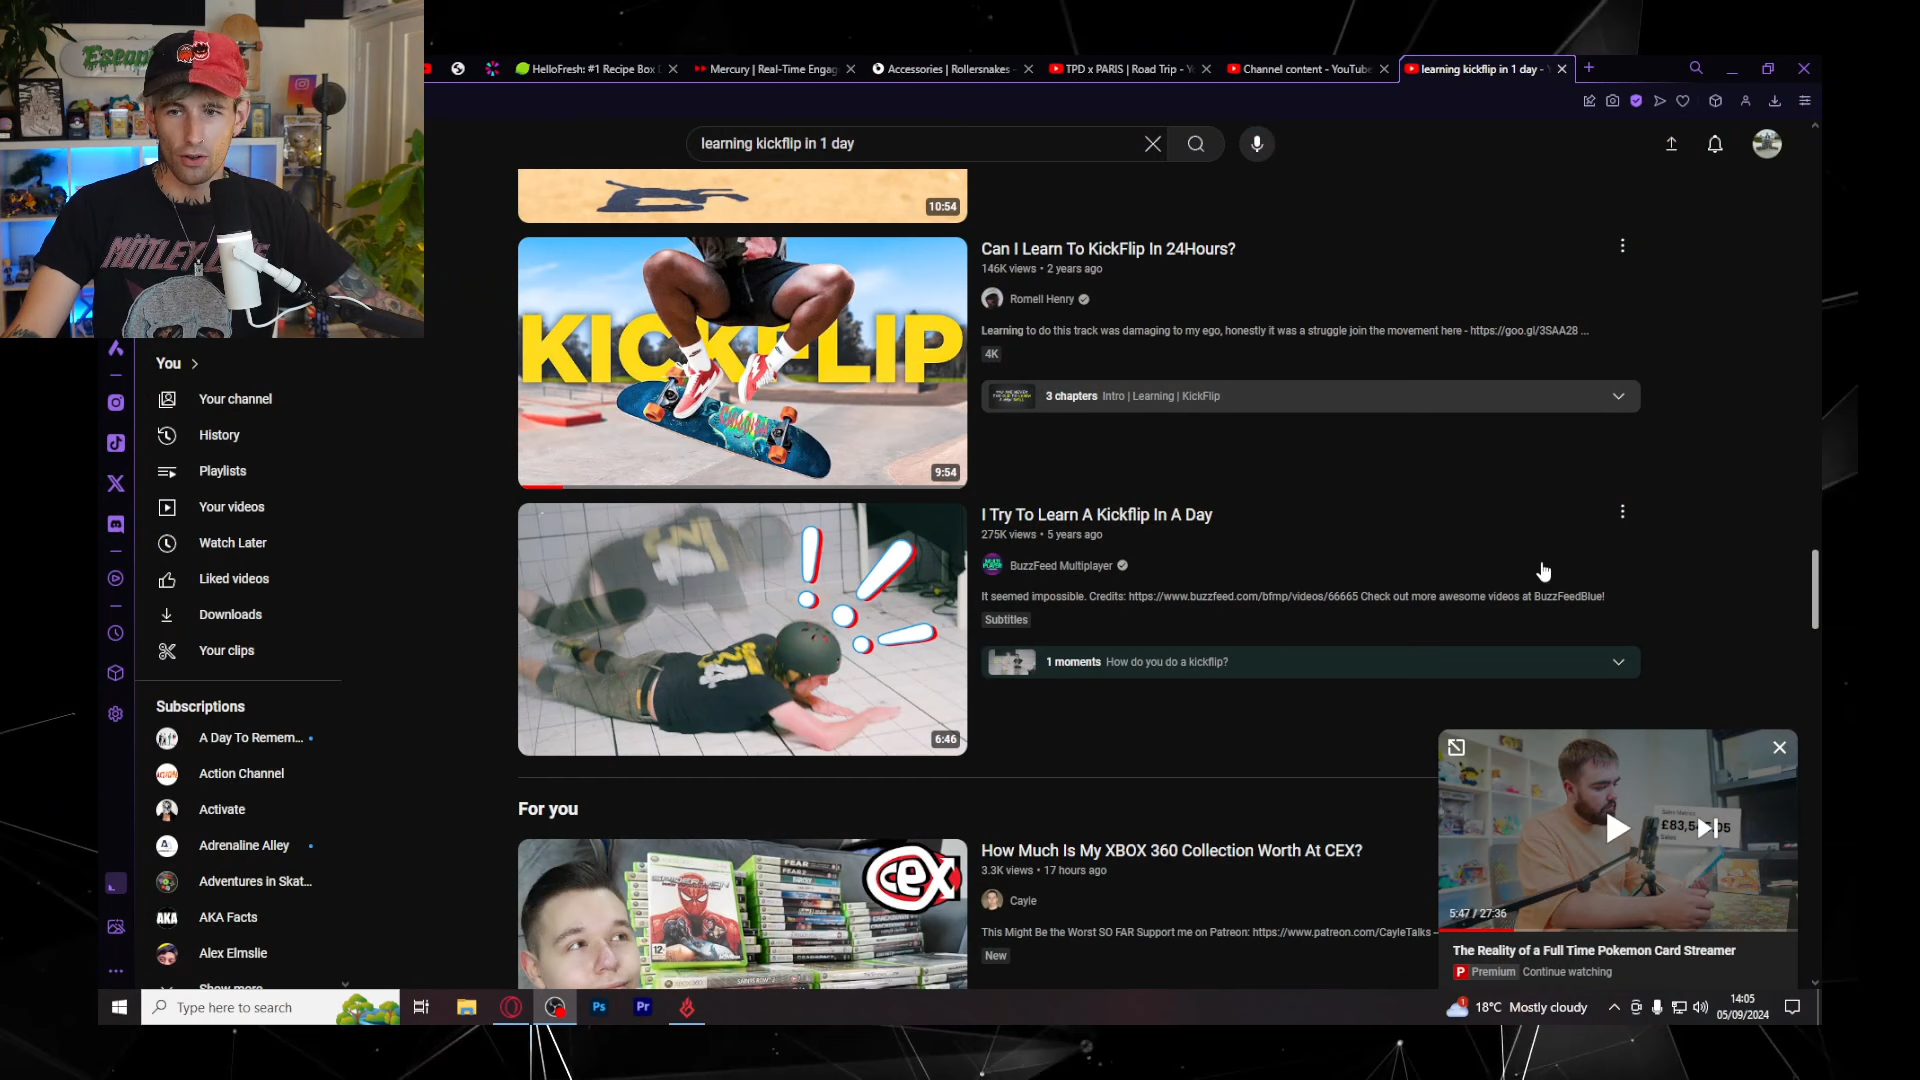 HelloFresh: #1 Recipe Box
Mercury | Real-Time Engag
Accessories | Rollersnakes -
TPD x PARIS | Road Trip - Y
Channel content - YouTube
learning kickflip in 1 day -
learning kickflip in 1 day
10:54
KICKFLIP
9:54
Can I Learn To KickFlip In 24Hours?
146K views • 2 years ago
Romell Henry
Learning to do this track was damaging to my ego, honestly it was a struggle join the movement here - https://goo.gl/3SAA28 ...
4K
3 chapters Intro | Learning | KickFlip
6:46
I Try To Learn A Kickflip In A Day
275K views • 5 years ago
BuzzFeed Multiplayer
It seemed impossible. Credits: https://www.buzzfeed.com/bfmp/videos/66665 Check out more awesome videos at BuzzFeedBlue!
Subtitles
1 moments How do you do a kickflip?
For you
cex
How Much Is My XBOX 360 Collection Worth At CEX?
3.3K views • 17 hours ago
Cayle
This Might Be the Worst SO FAR Support me on Patreon: https://www.patreon.com/CayleTalks -
New
5:47 / 27:36
The Reality of a Full Time Pokemon Card Streamer
Premium Continue watching
MÖTLEY
You
Your channel
History
Playlists
Your videos
Watch Later
Liked videos
Downloads
Your clips
Subscriptions
A Day To Remem...
Action Channel
Activate
Adrenaline Alley
Adventures in Skat...
AKA AKA Facts
Alex Elmslie
Show more
Type here to search
Ps
Pr
18°C Mostly cloudy
14:05
05/09/2024